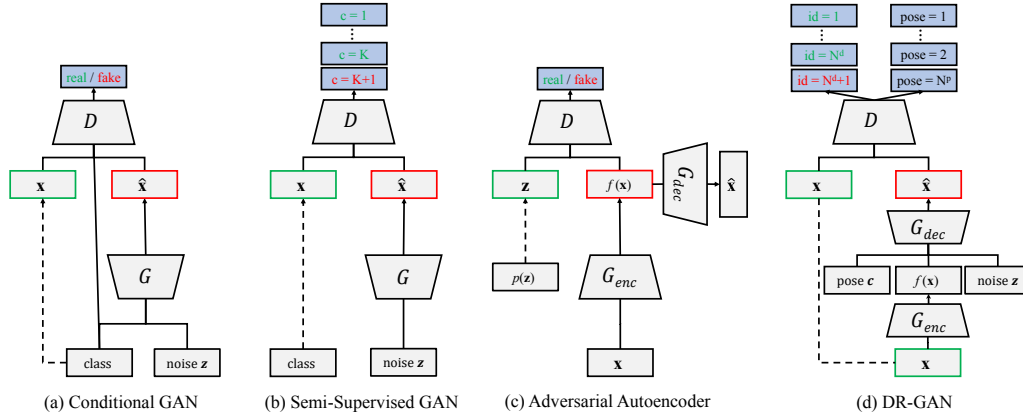 real / fake
D
x
x̂
G
class
noise z
(a) Conditional GAN
c = 1
c = K
c = K+1
D
x
x̂
G
class
noise z
(b) Semi-Supervised GAN
real / fake
D
z
f(x)
G_dec
x̂
p(z)
G_enc
x
(c) Adversarial Autoencoder
id = 1
pose = 1
id = N^d
pose = 2
id = N^d+1
pose = N^p
D
x
x̂
G_dec
pose c
f(x)
noise z
G_enc
x
(d) DR-GAN